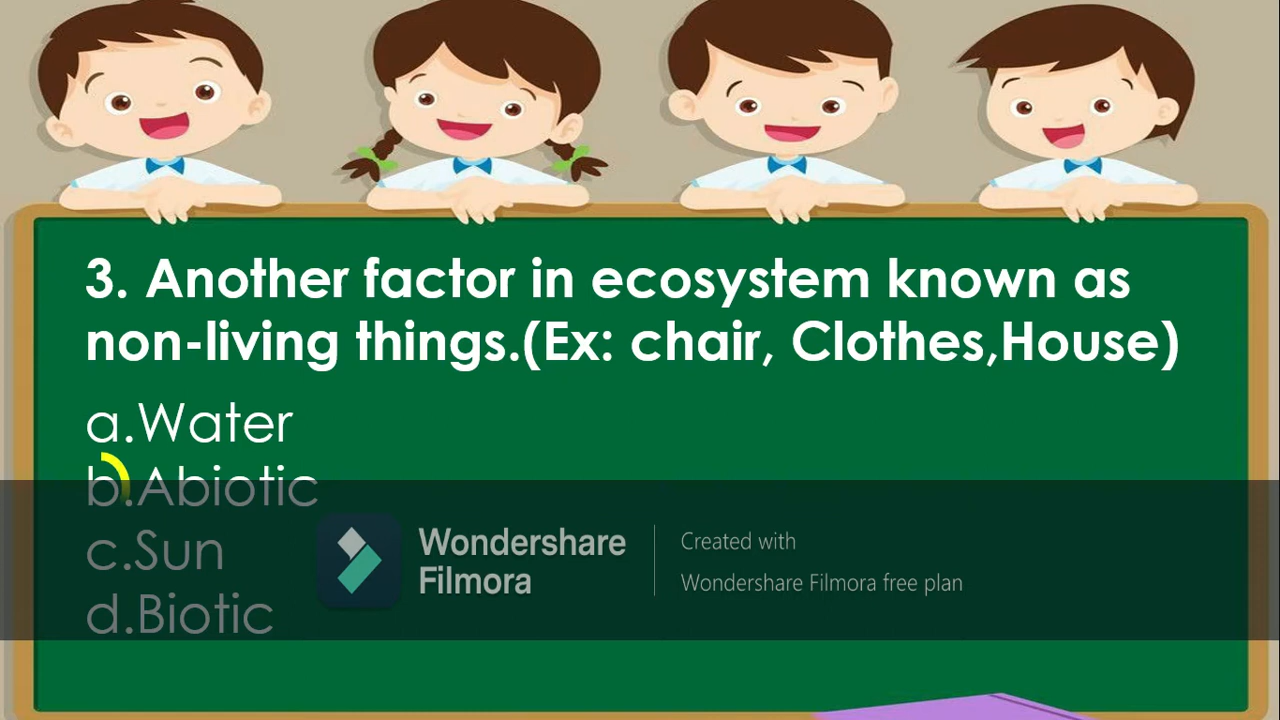 3. Another factor in ecosystem known as
non-living things.(Ex: chair, Clothes,House)
a.Water
b.Abiotic
c.Sun
d.Biotic
Wondershare
Filmora
Created with
Wondershare Filmora free plan